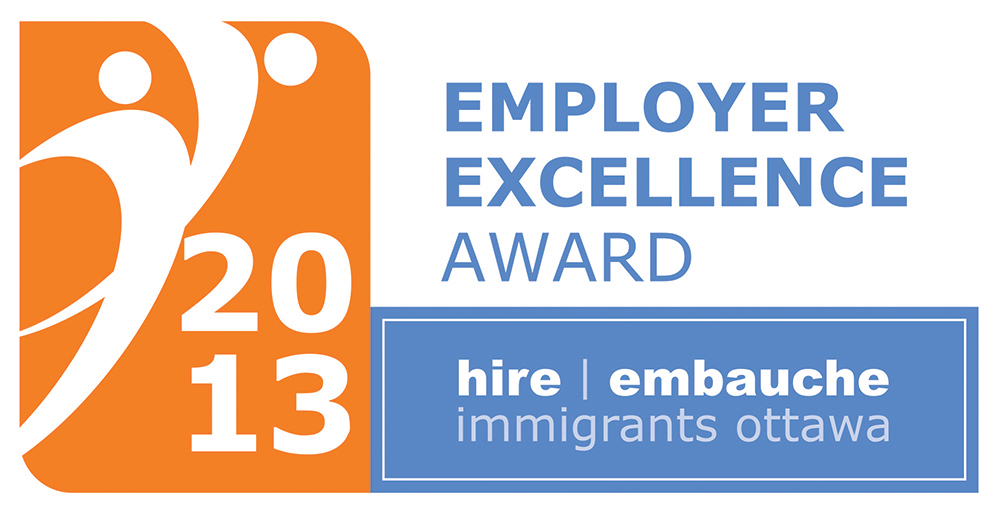 20
13
EMPLOYER
EXCELLENCE
AWARD
hire | embauche
immigrants ottawa